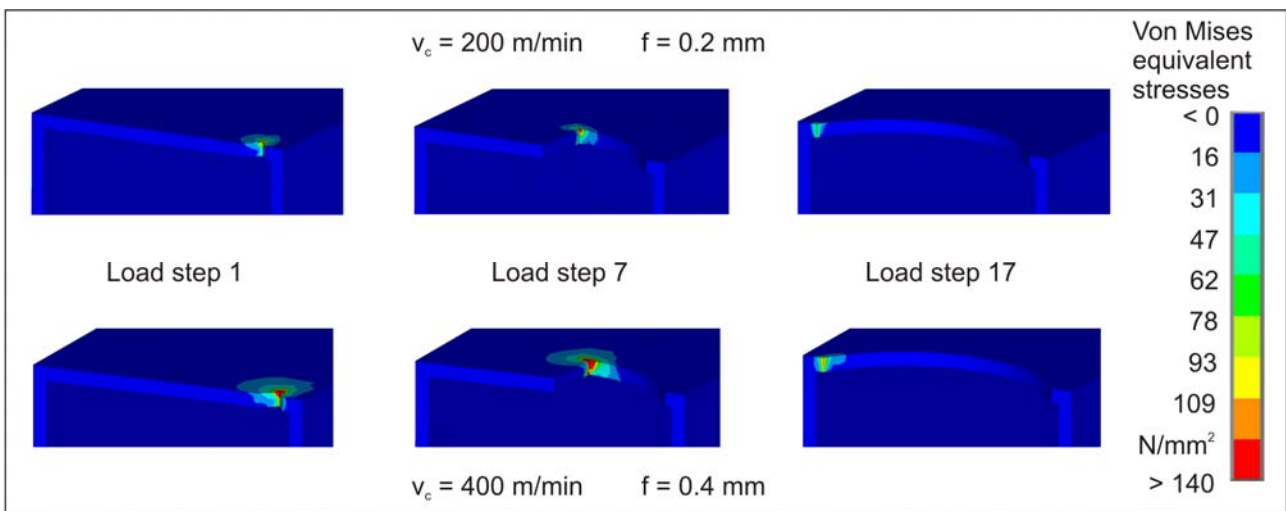 v_c = 200 m/min f = 0.2 mm
Von Mises
equivalent
stresses
< 0
16
31
47
62
78
93
109
N/mm²
> 140
Load step 1
Load step 7
Load step 17
v_c = 400 m/min f = 0.4 mm